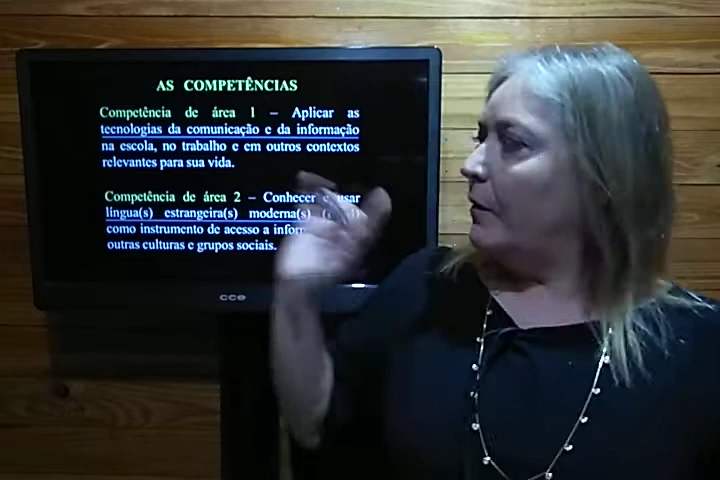 AS COMPETÊNCIAS
Competência de área 1 – Aplicar as
tecnologias da comunicação e da informação
na escola, no trabalho e em outros contextos
relevantes para sua vida.
Competência de área 2 – Conhecer e usar
língua(s) estrangeira(s) moderna(s)
como instrumento de acesso a
outras culturas e grupos sociais.
cce